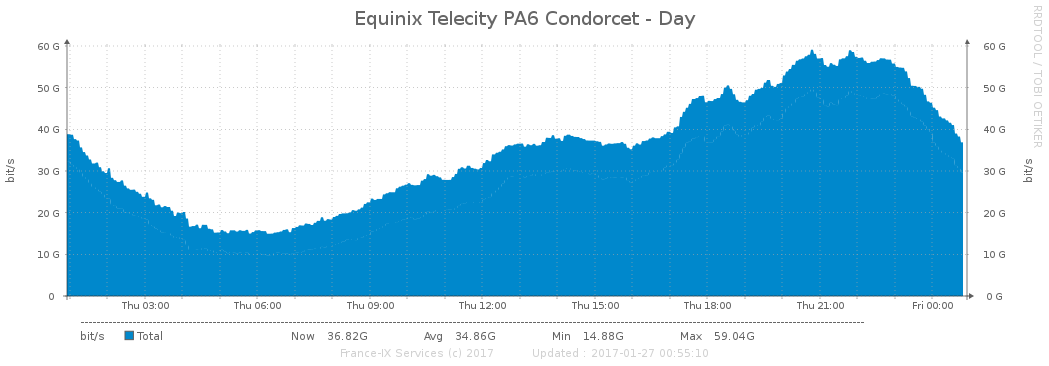 Equinix Telecity PA6 Condorcet - Day
RRDTOOL / TOBI OETIKER
60 G 60 G
50 G 50 G
40 G 40 G
30 G 30 G
20 G 20 G
10 G 10 G
0 0 G
bit/s bit/s
Thu 03:00 Thu 06:00 Thu 09:00 Thu 12:00 Thu 15:00 Thu 18:00 Thu 21:00 Fri 00:00
bit/s Total Now 36.82G Avg 34.86G Min 14.88G Max 59.04G
France-IX Services (c) 2017 Updated : 2017-01-27 00:55:10